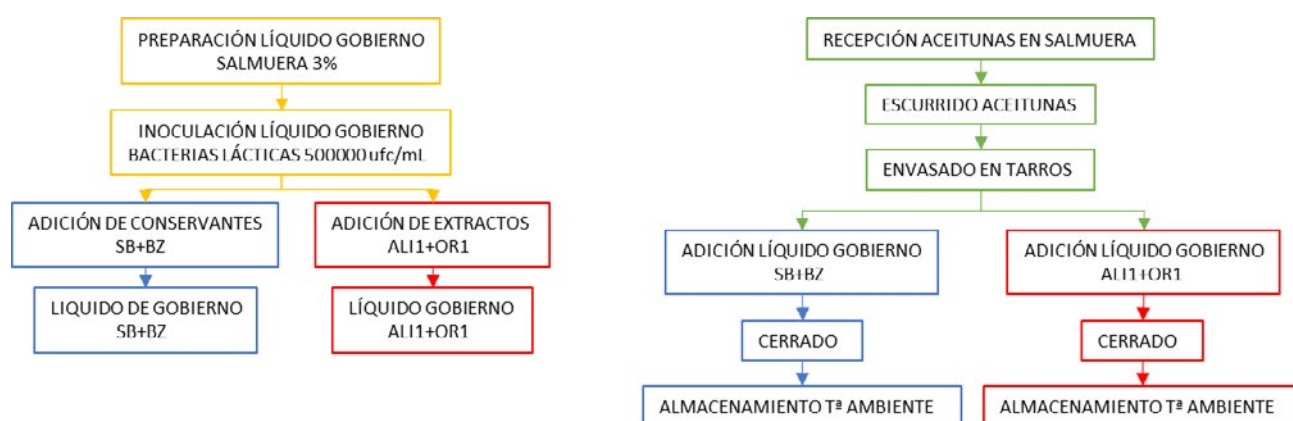 PREPARACIÓN LÍQUIDO GOBIERNO
SALMUERA 3%
INOCULACIÓN LÍQUIDO GOBIERNO
BACTERIAS LÁCTICAS 500000 ufc/mL
ADICIÓN DE CONSERVANTES
SB+BZ
ADICIÓN DE EXTRACTOS
ALI1+OR1
LIQUIDO DE GOBIERNO
SB+BZ
LÍQUIDO GOBIERNO
ALI1+OR1
RECEPCIÓN ACEITUNAS EN SALMUERA
ESCURRIDO ACEITUNAS
ENVASADO EN TARROS
ADICIÓN LÍQUIDO GOBIERNO
SB+BZ
ADICIÓN LÍQUIDO GOBIERNO
ALI1+OR1
CERRADO
CERRADO
ALMACENAMIENTO Tª AMBIENTE
ALMACENAMIENTO Tª AMBIENTE